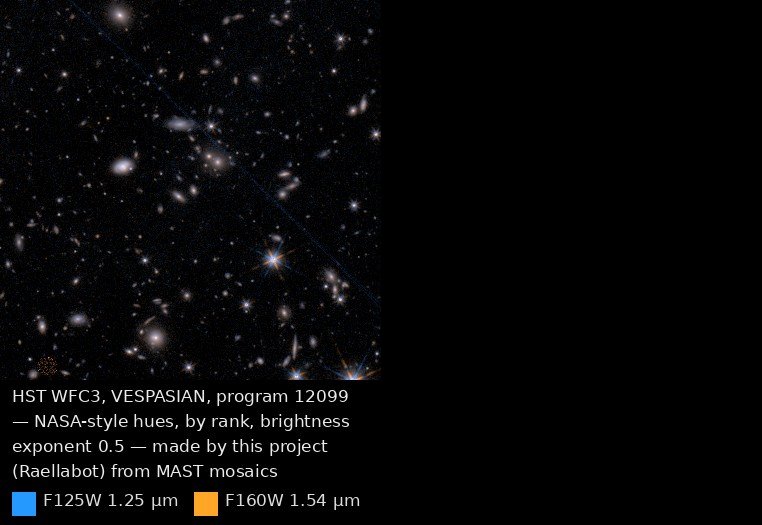 HST WFC3, VESPASIAN, program 12099
— NASA-style hues, by rank, brightness
exponent 0.5 — made by this project
(Raellabot) from MAST mosaics
F125W 1.25 µm F160W 1.54 µm